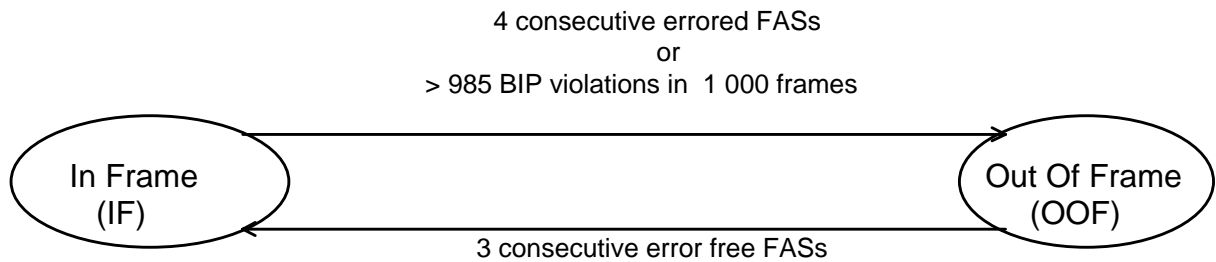 4 consecutive errored FASs
or
> 985 BIP violations in 1 000 frames
In Frame
(IF)
Out Of Frame
(OOF)
3 consecutive error free FASs